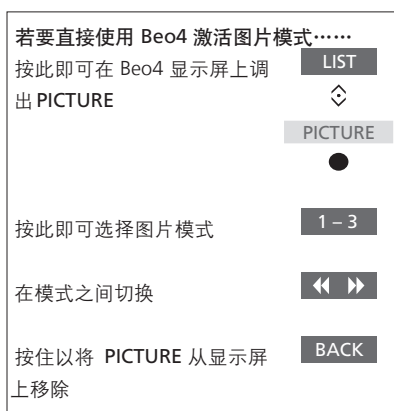 若要直接使用 Beo4 激活图片模式……
按此即可在 Beo4 显示屏上调
出 PICTURE
LIST
PICTURE
按此即可选择图片模式
1 – 3
在模式之间切换
按住以将 PICTURE 从显示屏
上移除
BACK